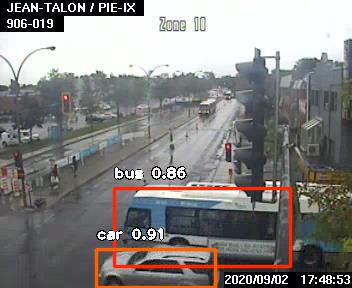 JEAN-TALON / PIE-IX
906-019
Zone 10
bus 0.86
car 0.91
2020/09/02 17:48:53